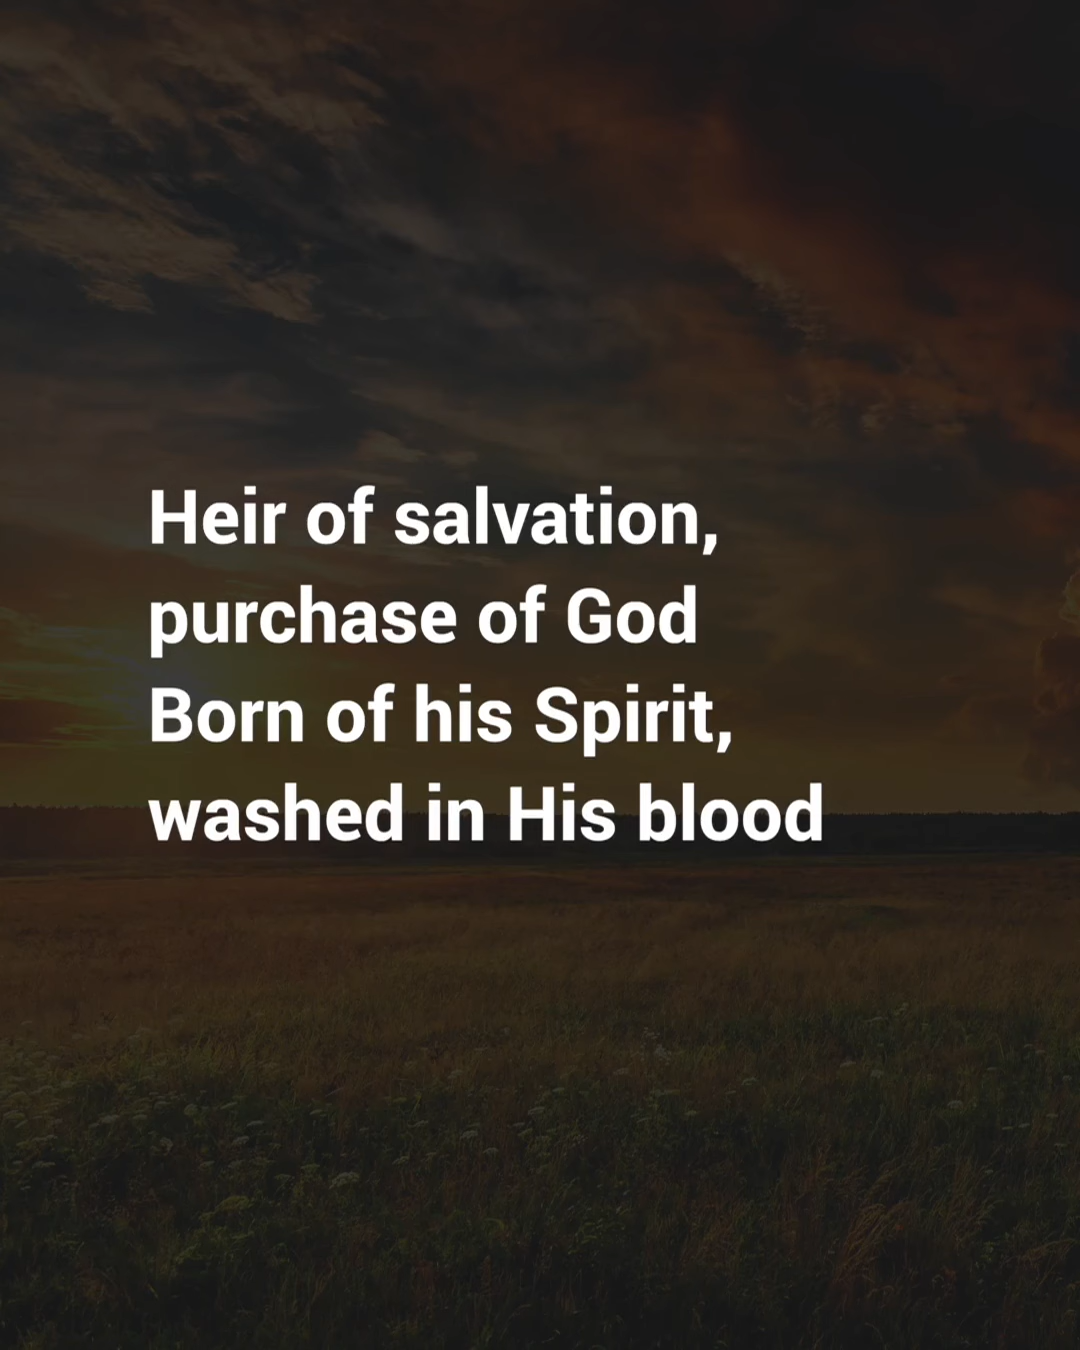 Heir of salvation,
purchase of God
Born of his Spirit,
washed in His blood